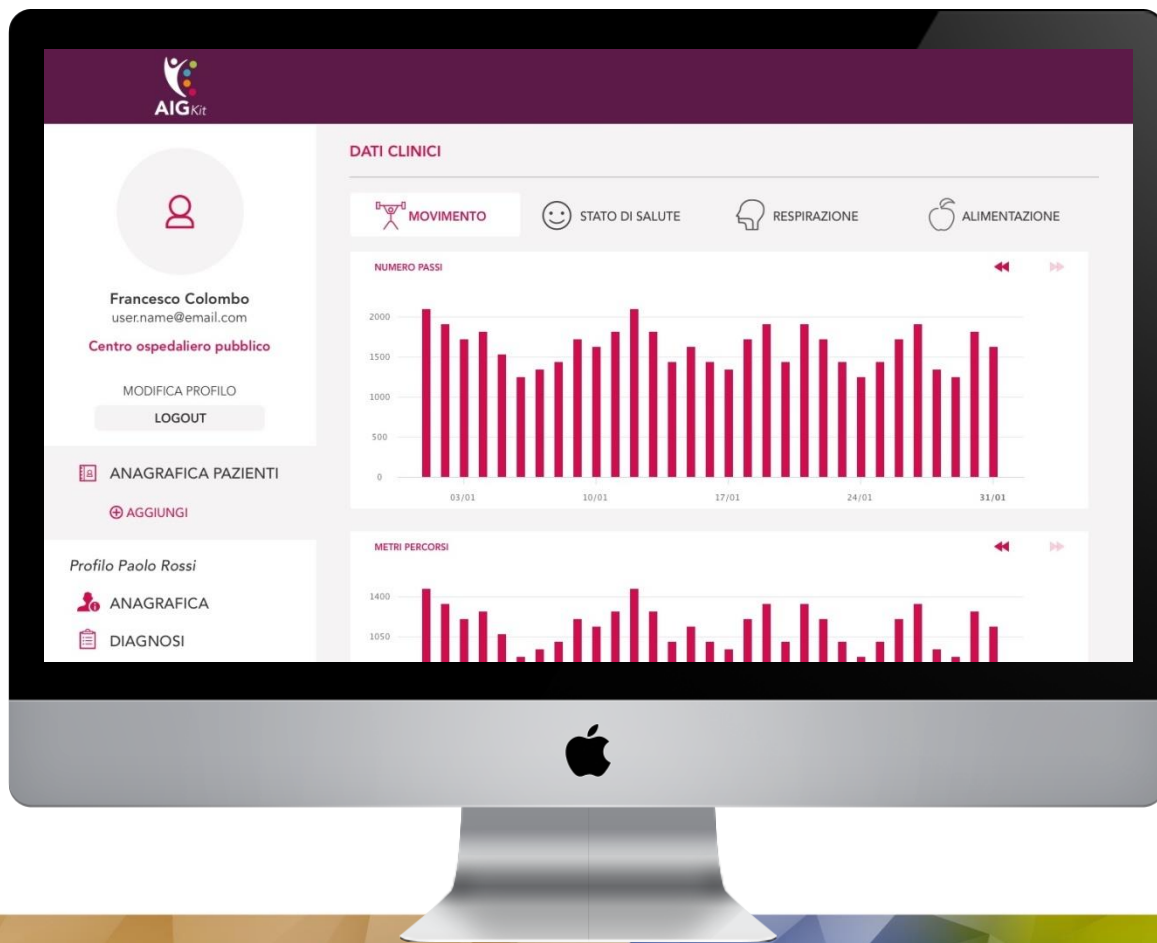 AIGKit
Francesco Colombo
user.name@email.com
Centro ospedaliero pubblico
MODIFICA PROFILO
LOGOUT
ANAGRAFICA PAZIENTI
AGGIUNGI
Profilo Paolo Rossi
ANAGRAFICA
DIAGNOSI
DATI CLINICI
MOVIMENTO STATO DI SALUTE RESPIRAZIONE ALIMENTAZIONE
NUMERO PASSI
2000
1500
1000
500
0
03/01 10/01 17/01 24/01 31/01
METRI PERCORSI
1400
1050